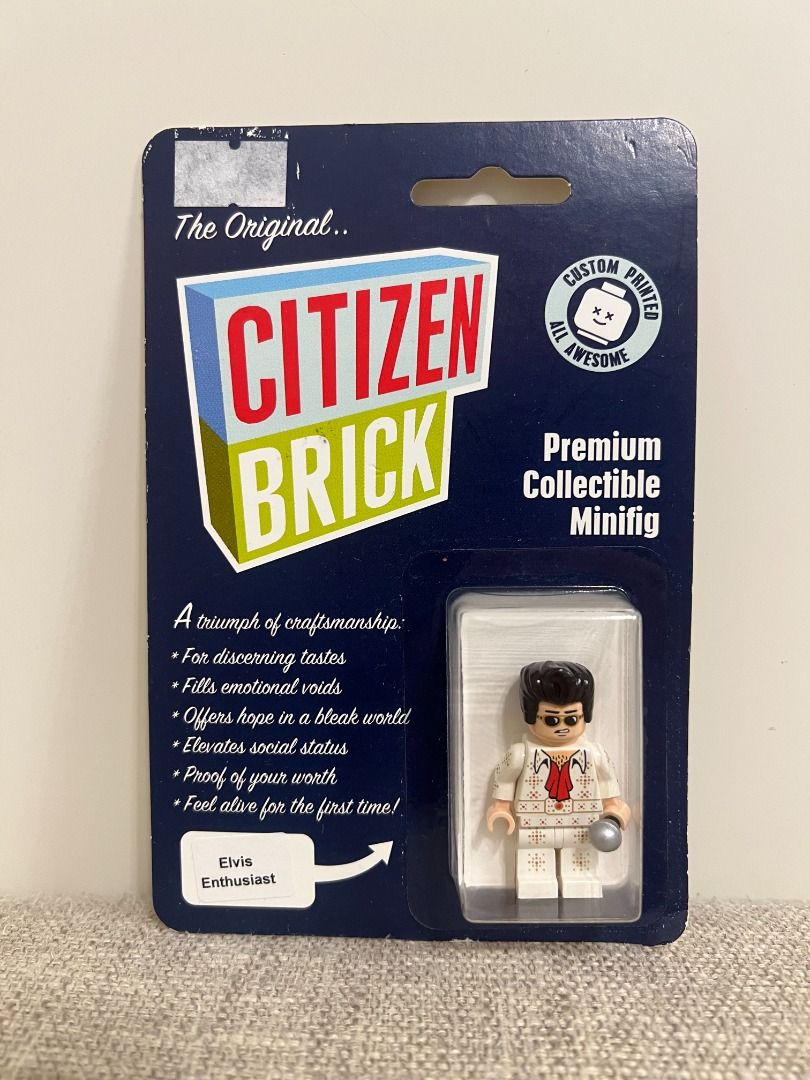 The Original..
CITIZEN
BRICK
CUSTOM PRINTED
ALL AWESOME
Premium
Collectible
Minifig
A triumph of craftsmanship:
* For discerning tastes
* Fills emotional voids
* Offers hope in a bleak world
* Elevates social status
* Proof of your worth
* Feel alive for the first time!
Elvis
Enthusiast